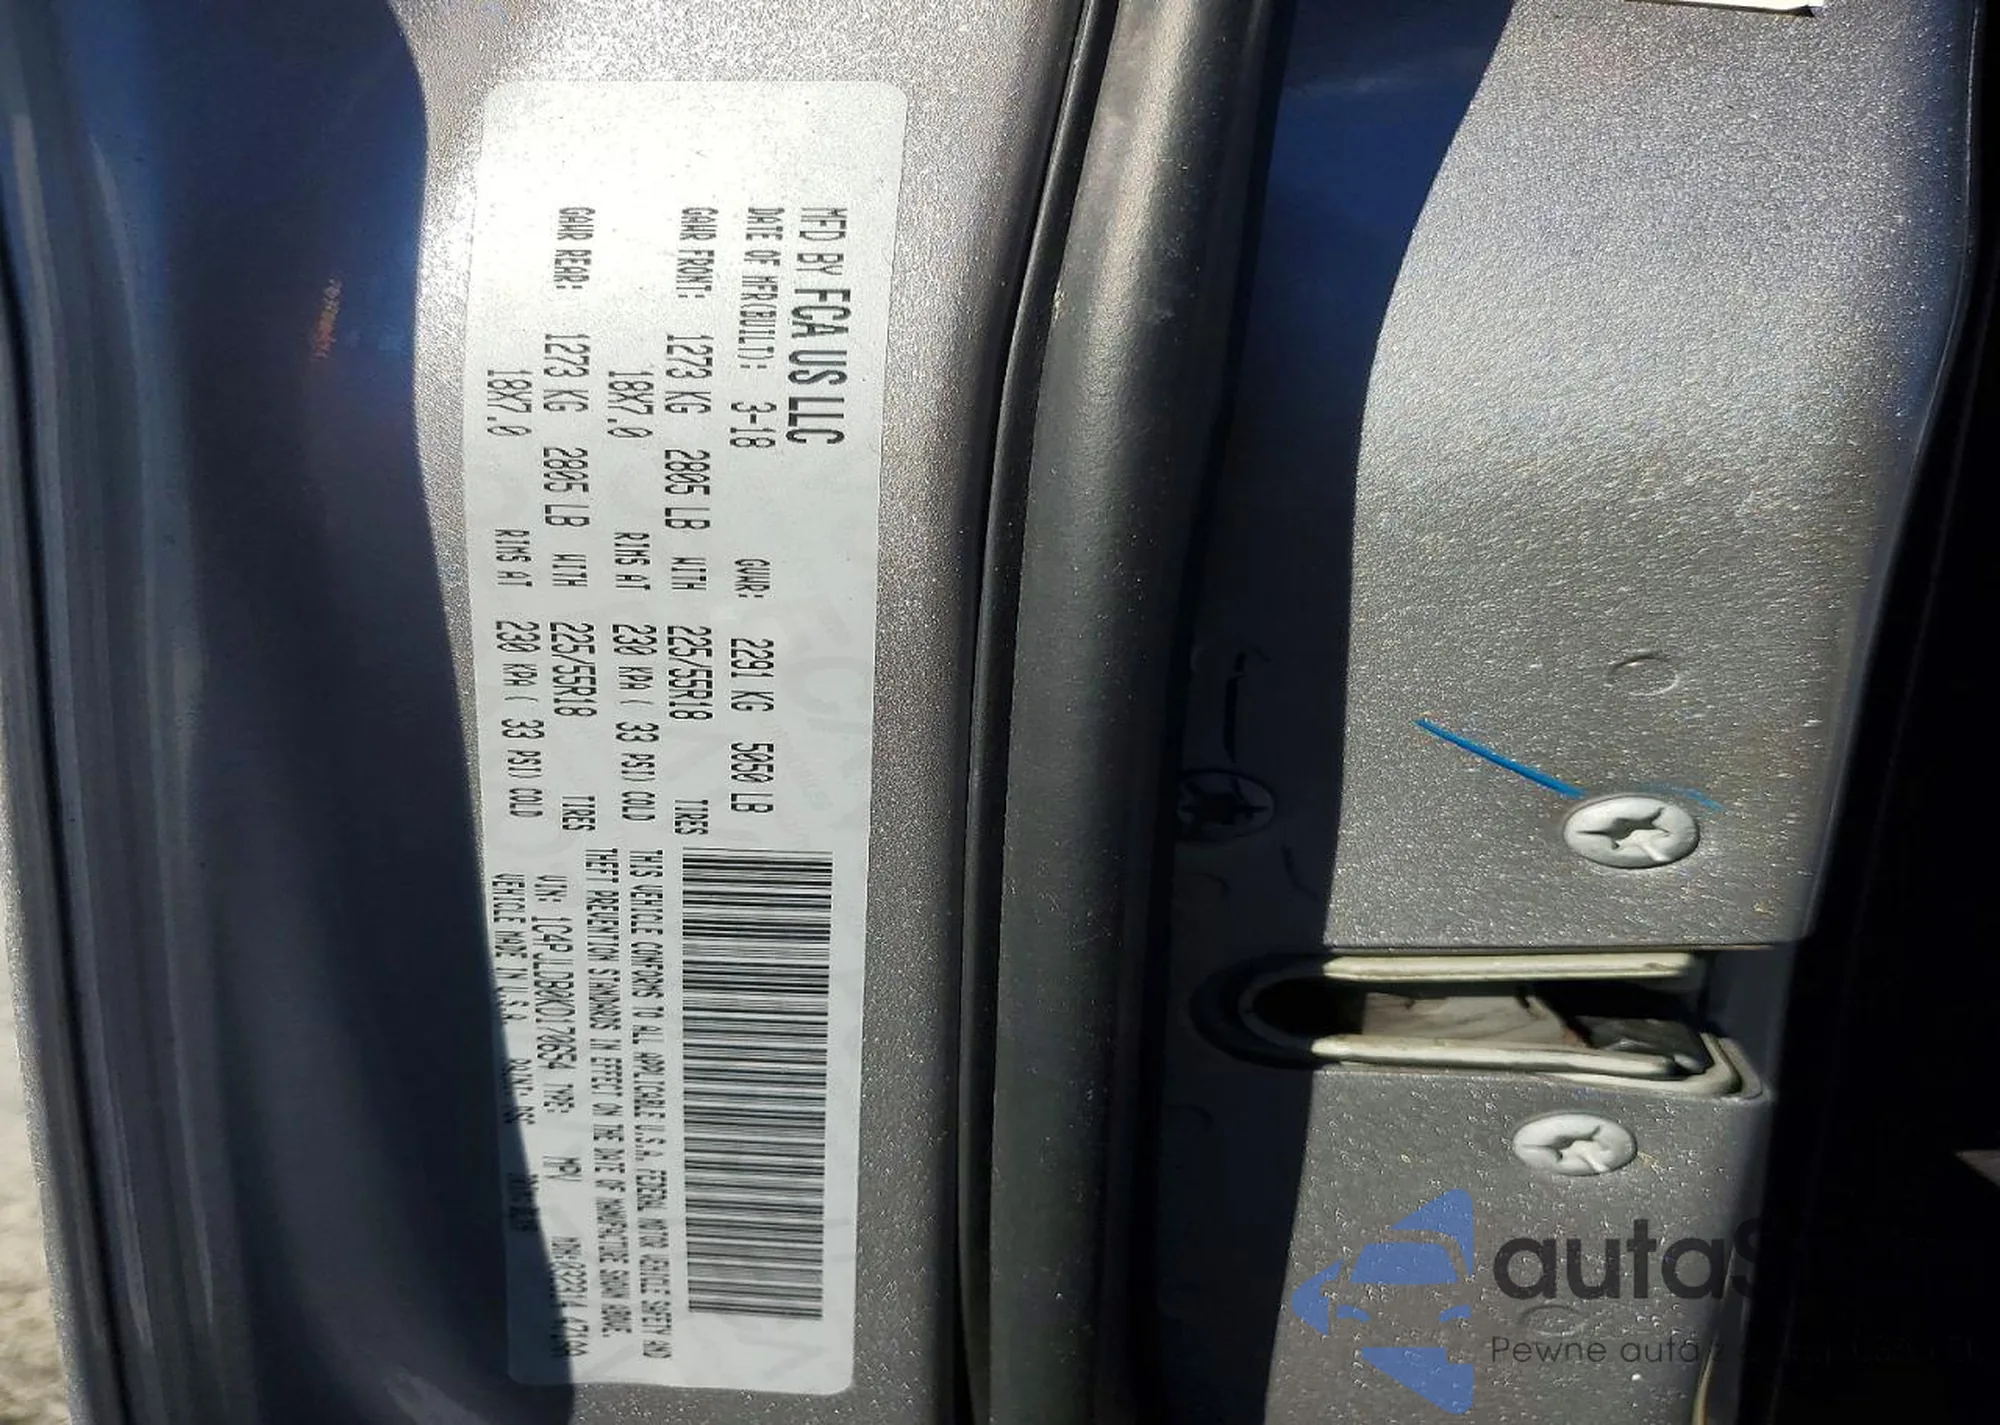 MFD BY FCA US LLC
DATE OF MFR(BUILT): 3-18 GVWR: 2291 KG 5050 LB
GAWR FRONT: 1273 KG 2805 LB WITH 225/55R18 TIRES
18X7.0 RIMS AT 230 KPA ( 33 PSI) COLD
GAWR REAR: 1273 KG 2805 LB WITH 225/55R18 TIRES
18X7.0 RIMS AT 230 KPA ( 33 PSI) COLD
THIS VEHICLE CONFORMS TO ALL APPLICABLE U.S.A. FEDERAL MOTOR VEHICLE SAFETY AND
THEFT PREVENTION STANDARDS IN EFFECT ON THE DATE OF MANUFACTURE SHOWN ABOVE.
VIN: 1C4PJLDB9KD170654 TYPE: MPV
VEHICLE MADE IN U.S.A. PAINT:
autaS
Pewne auta z